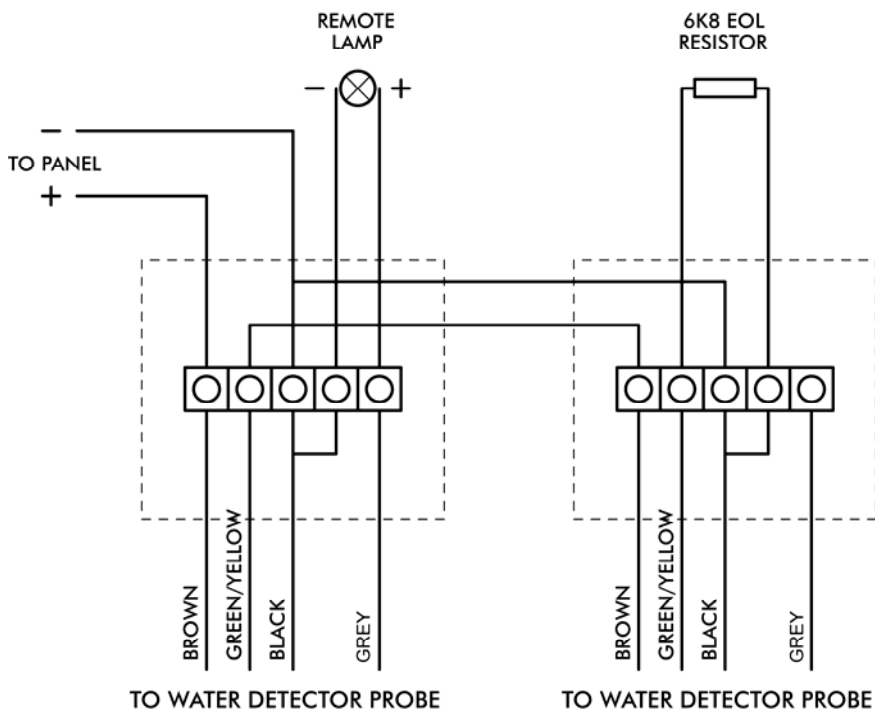 REMOTE
LAMP
6K8 EOL
RESISTOR
− +
−
TO PANEL
+
BROWN
GREEN/YELLOW
BLACK
GREY
BROWN
GREEN/YELLOW
BLACK
GREY
TO WATER DETECTOR PROBE
TO WATER DETECTOR PROBE